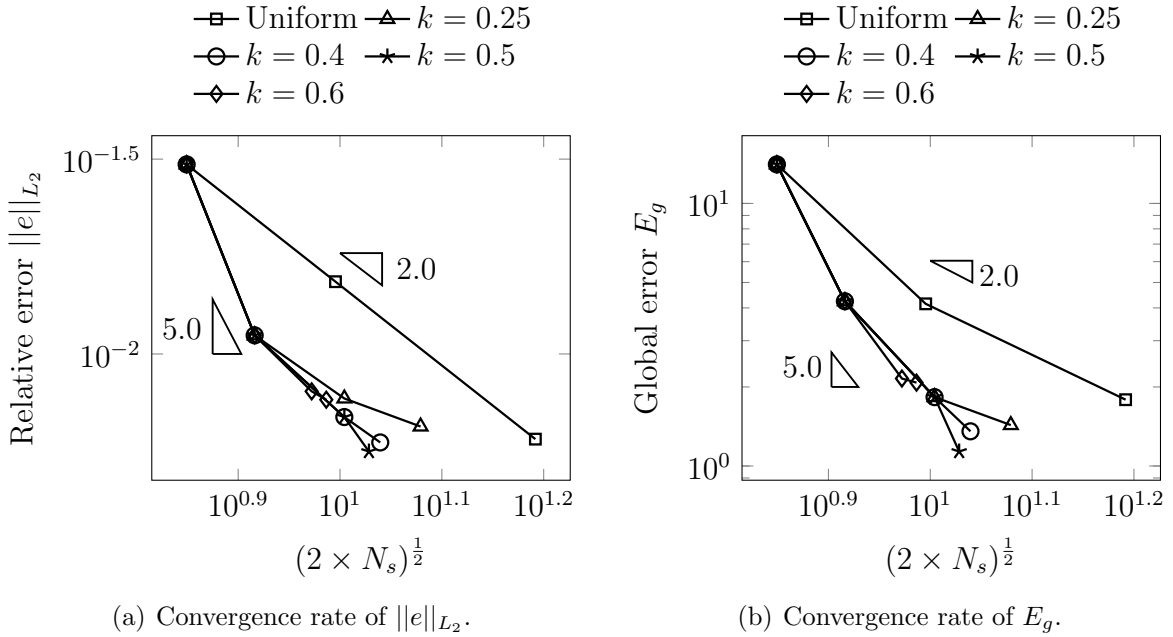 Uniform k = 0.25
k = 0.4 k = 0.5
k = 0.6
Relative error ||e||_{L_2}
10^{-1.5}
10^{-2}
2.0
5.0
10^{0.9} 10^1 10^{1.1} 10^{1.2}
(2 × N_s)^{\frac{1}{2}}
(a) Convergence rate of ||e||_{L_2}.
Uniform k = 0.25
k = 0.4 k = 0.5
k = 0.6
Global error E_g
10^1
10^0
2.0
5.0
10^{0.9} 10^1 10^{1.1} 10^{1.2}
(2 × N_s)^{\frac{1}{2}}
(b) Convergence rate of E_g.